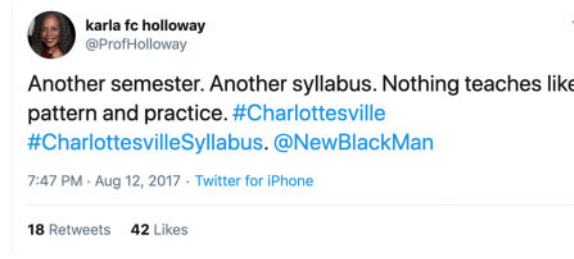 karla fc holloway
@ProfHolloway
Another semester. Another syllabus. Nothing teaches like
pattern and practice. #Charlottesville
#CharlottesvilleSyllabus. @NewBlackMan
7:47 PM · Aug 12, 2017 · Twitter for iPhone
18 Retweets 42 Likes